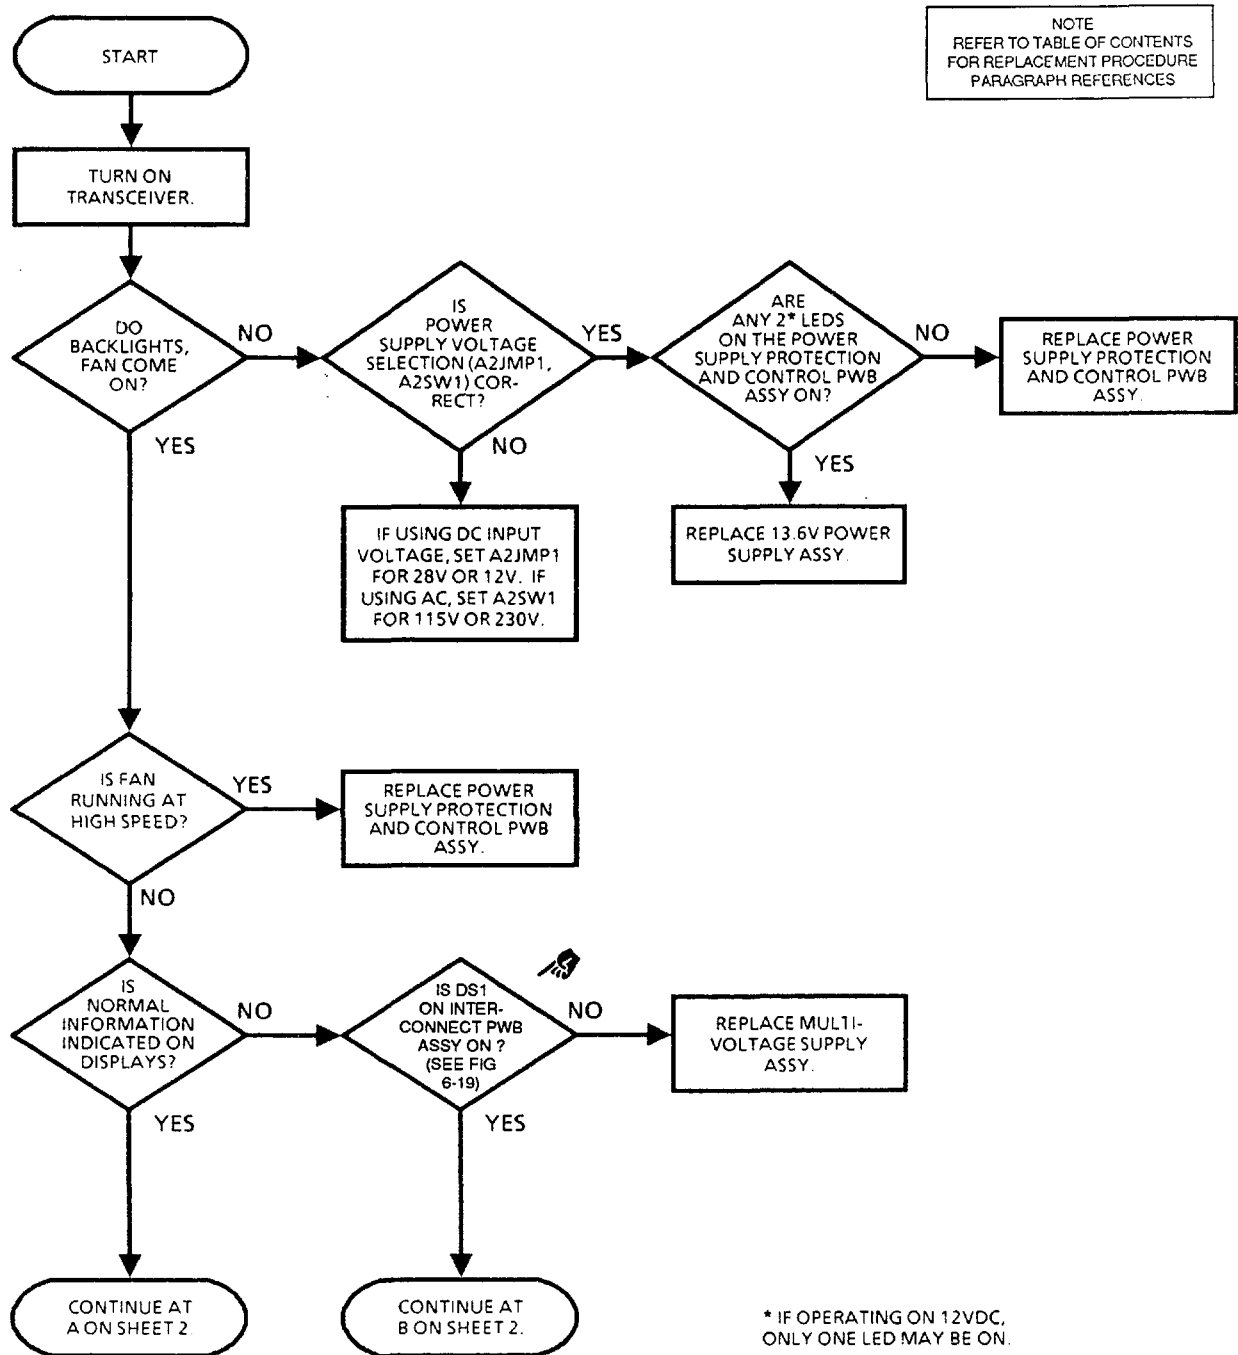 NOTE
REFER TO TABLE OF CONTENTS
FOR REPLACEMENT PROCEDURE
PARAGRAPH REFERENCES
START
TURN ON
TRANSCEIVER.
DO
BACKLIGHTS,
FAN COME
ON?
NO
YES
IS
POWER
SUPPLY VOLTAGE
SELECTION (A2JMP1,
A2SW1) COR-
RECT?
YES
NO
ARE
ANY 2* LEDS
ON THE POWER
SUPPLY PROTECTION
AND CONTROL PWB
ASSY ON?
NO
YES
REPLACE POWER
SUPPLY PROTECTION
AND CONTROL PWB
ASSY.
IF USING DC INPUT
VOLTAGE, SET A2JMP1
FOR 28V OR 12V. IF
USING AC, SET A2SW1
FOR 115V OR 230V.
REPLACE 13.6V POWER
SUPPLY ASSY.
IS FAN
RUNNING AT
HIGH SPEED?
YES
NO
REPLACE POWER
SUPPLY PROTECTION
AND CONTROL PWB
ASSY.
IS
NORMAL
INFORMATION
INDICATED ON
DISPLAYS?
NO
YES
IS DS1
ON INTER-
CONNECT PWB
ASSY ON ?
(SEE FIG
6-19)
NO
YES
REPLACE MULTI-
VOLTAGE SUPPLY
ASSY.
CONTINUE AT
A ON SHEET 2.
CONTINUE AT
B ON SHEET 2.
* IF OPERATING ON 12VDC,
ONLY ONE LED MAY BE ON.